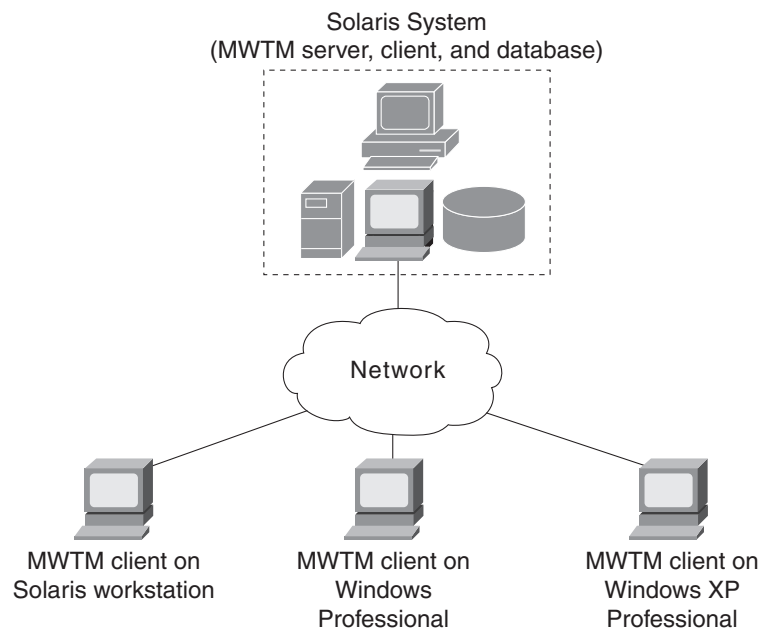 Solaris System
(MWTM server, client, and database)
Network
MWTM client on
Solaris workstation
MWTM client on
Windows
Professional
MWTM client on
Windows XP
Professional